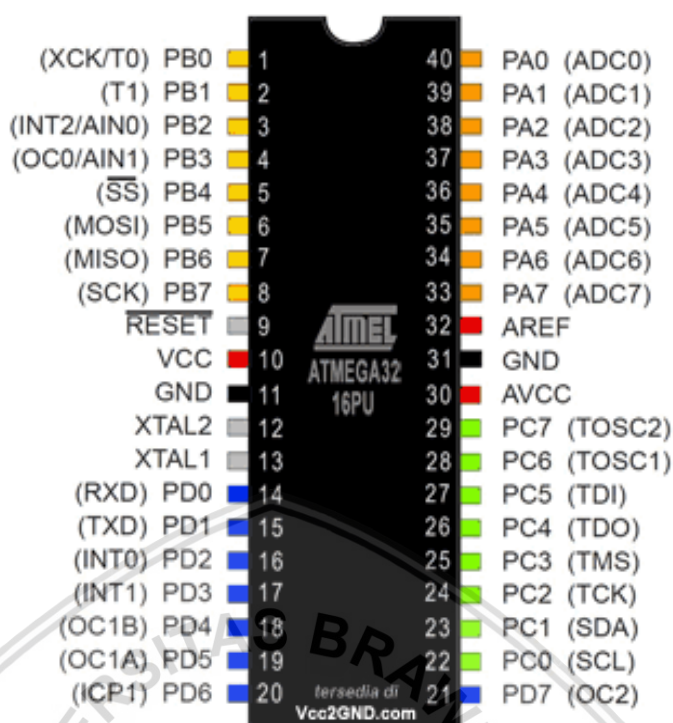 (XCK/T0) PB0 1 40 PA0 (ADC0)
(T1) PB1 2 39 PA1 (ADC1)
(INT2/AIN0) PB2 3 38 PA2 (ADC2)
(OC0/AIN1) PB3 4 37 PA3 (ADC3)
(SS) PB4 5 36 PA4 (ADC4)
(MOSI) PB5 6 35 PA5 (ADC5)
(MISO) PB6 7 34 PA6 (ADC6)
(SCK) PB7 8 33 PA7 (ADC7)
RESET 9 ATMEL 32 AREF
VCC 10 ATMEGA32 31 GND
GND 11 16PU 30 AVCC
XTAL2 12 29 PC7 (TOSC2)
XTAL1 13 28 PC6 (TOSC1)
(RXD) PD0 14 27 PC5 (TDI)
(TXD) PD1 15 26 PC4 (TDO)
(INT0) PD2 16 25 PC3 (TMS)
(INT1) PD3 17 24 PC2 (TCK)
(OC1B) PD4 18 23 PC1 (SDA)
(OC1A) PD5 19 22 PC0 (SCL)
(ICP1) PD6 20 tersedia di 21 PD7 (OC2)
Vcc2GND.com